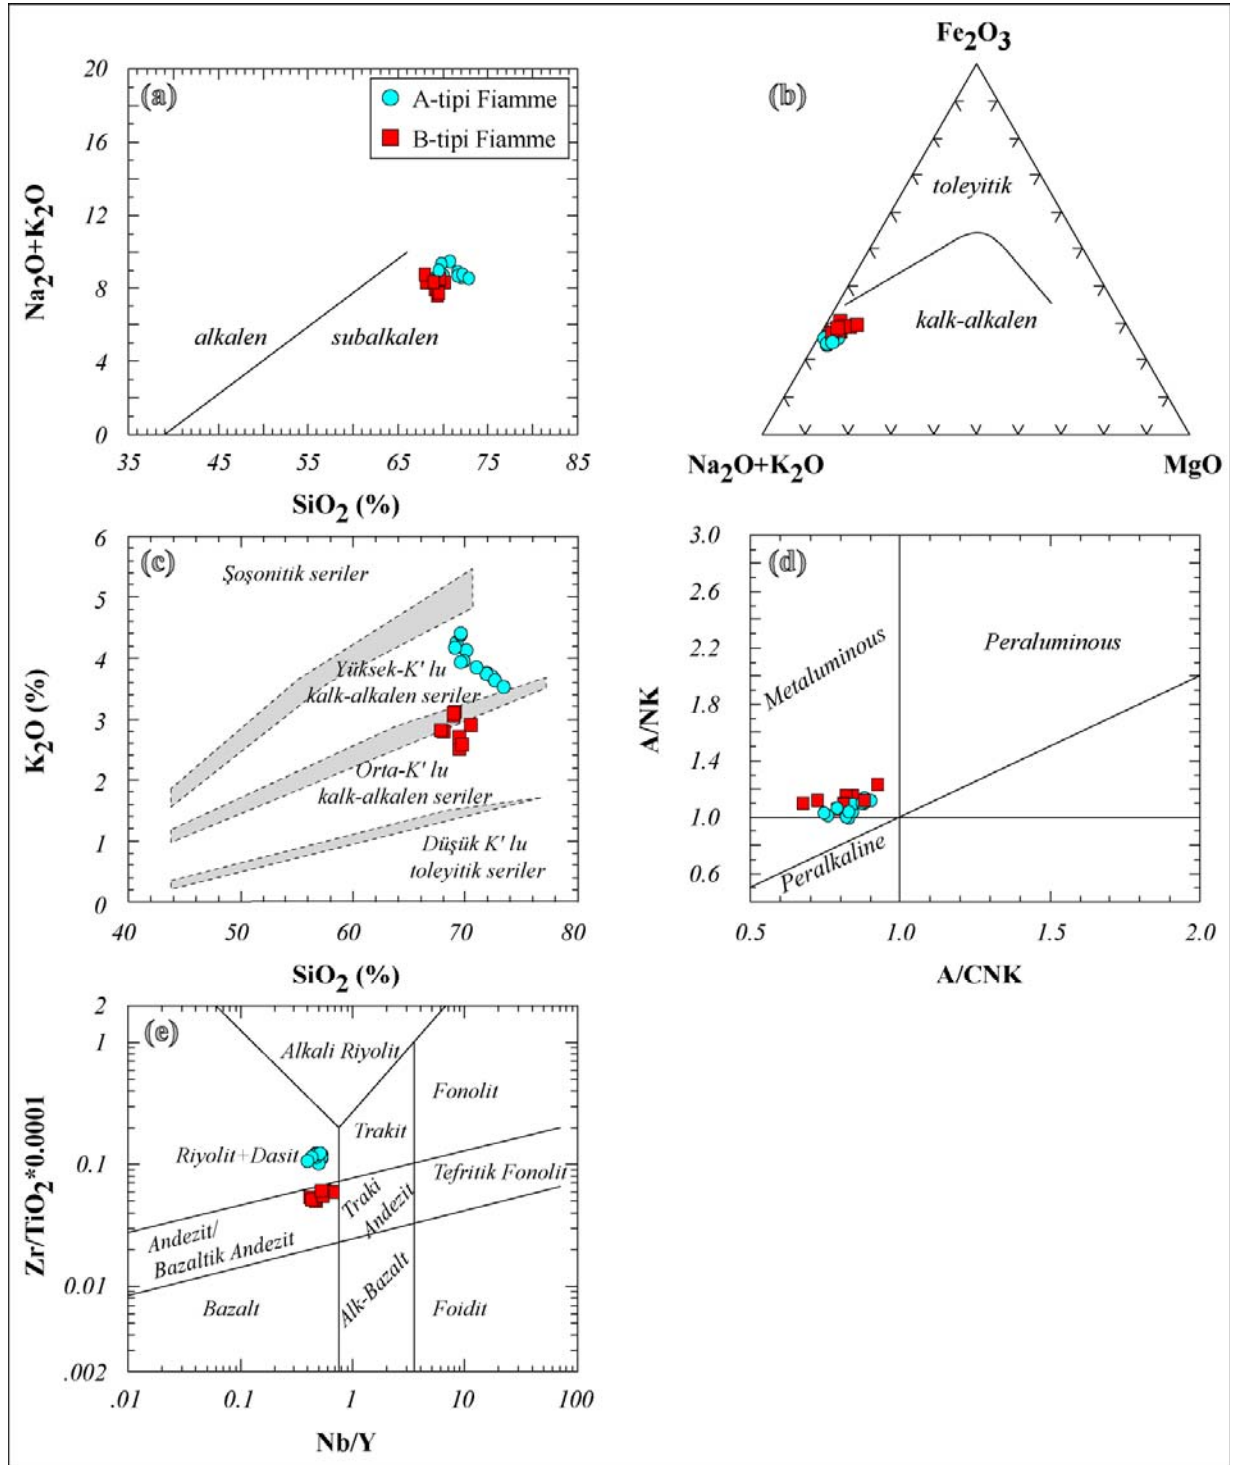 (a)
A-tipi Fiamme
B-tipi Fiamme
20
16
12
8
4
0
Na2O+K2O
alkalen
subalkalen
35
45
55
65
75
85
SiO2 (%)
(b)
Fe2O3
toleyitik
kalk-alkalen
Na2O+K2O
MgO
(c)
6
5
4
3
2
1
0
K2O (%)
Şoşonitik seriler
Yüksek-K' lu
kalk-alkalen seriler
Orta-K' lu
kalk-alkalen seriler
Düşük K' lu
toleyitik seriler
40
50
60
70
80
SiO2 (%)
(d)
3.0
2.6
2.2
1.8
1.4
1.0
0.6
A/NK
Metaluminous
Peraluminous
Peralkaline
0.5
1.0
1.5
2.0
A/CNK
(e)
2
1
0.1
0.01
.002
Zr/TiO2*0.0001
Alkali Riyolit
Fonolit
Trakit
Riyolit+Dasit
Tefritik Fonolit
Traki
Andezit
Andezit/
Bazaltik Andezit
Bazalt
Alk-Bazalt
Foidit
.01
0.1
1
10
100
Nb/Y